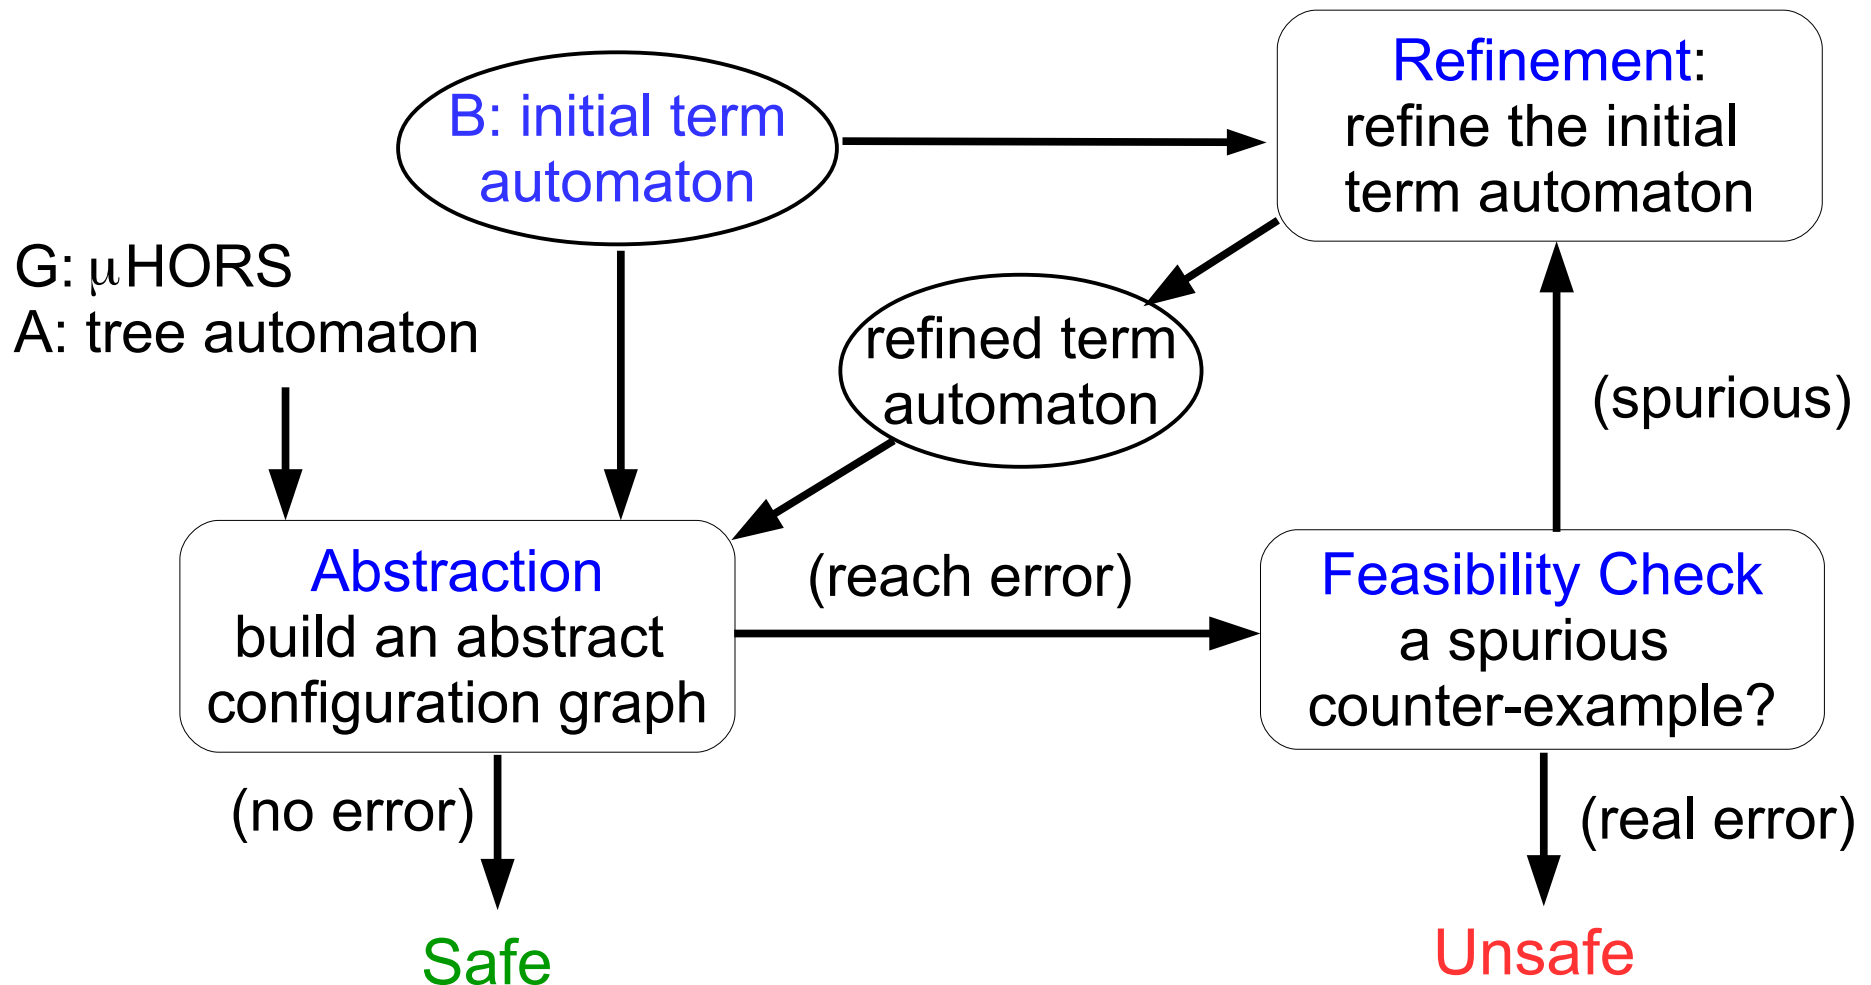 B: initial term
automaton
Refinement:
refine the initial
term automaton
G: μHORS
A: tree automaton
refined term
automaton
(spurious)
Abstraction
build an abstract
configuration graph
(reach error)
Feasibility Check
a spurious
counter-example?
(no error)
(real error)
Safe
Unsafe